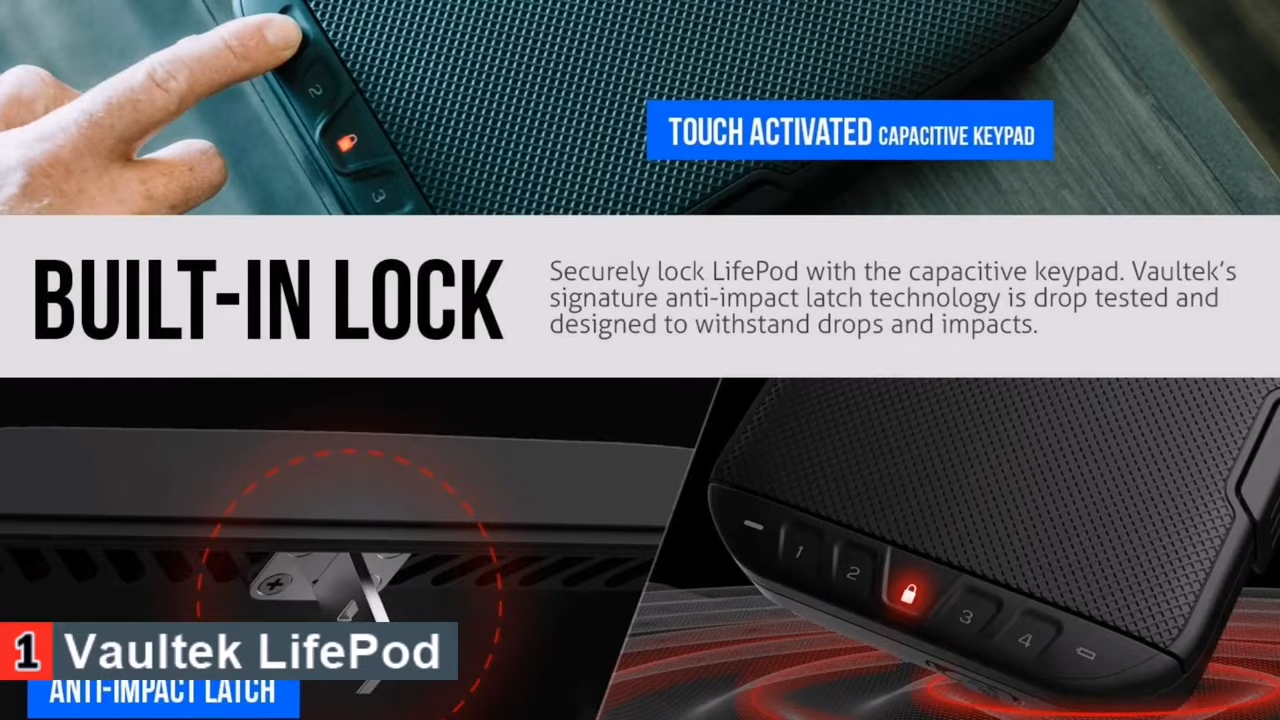 2
3
TOUCH ACTIVATED CAPACITIVE KEYPAD
BUILT-IN LOCK
Securely lock LifePod with the capacitive keypad. Vaultek’s
signature anti-impact latch technology is drop tested and
designed to withstand drops and impacts.
1
2
3
4
1 Vaultek LifePod
ANTI-IMPACT LATCH